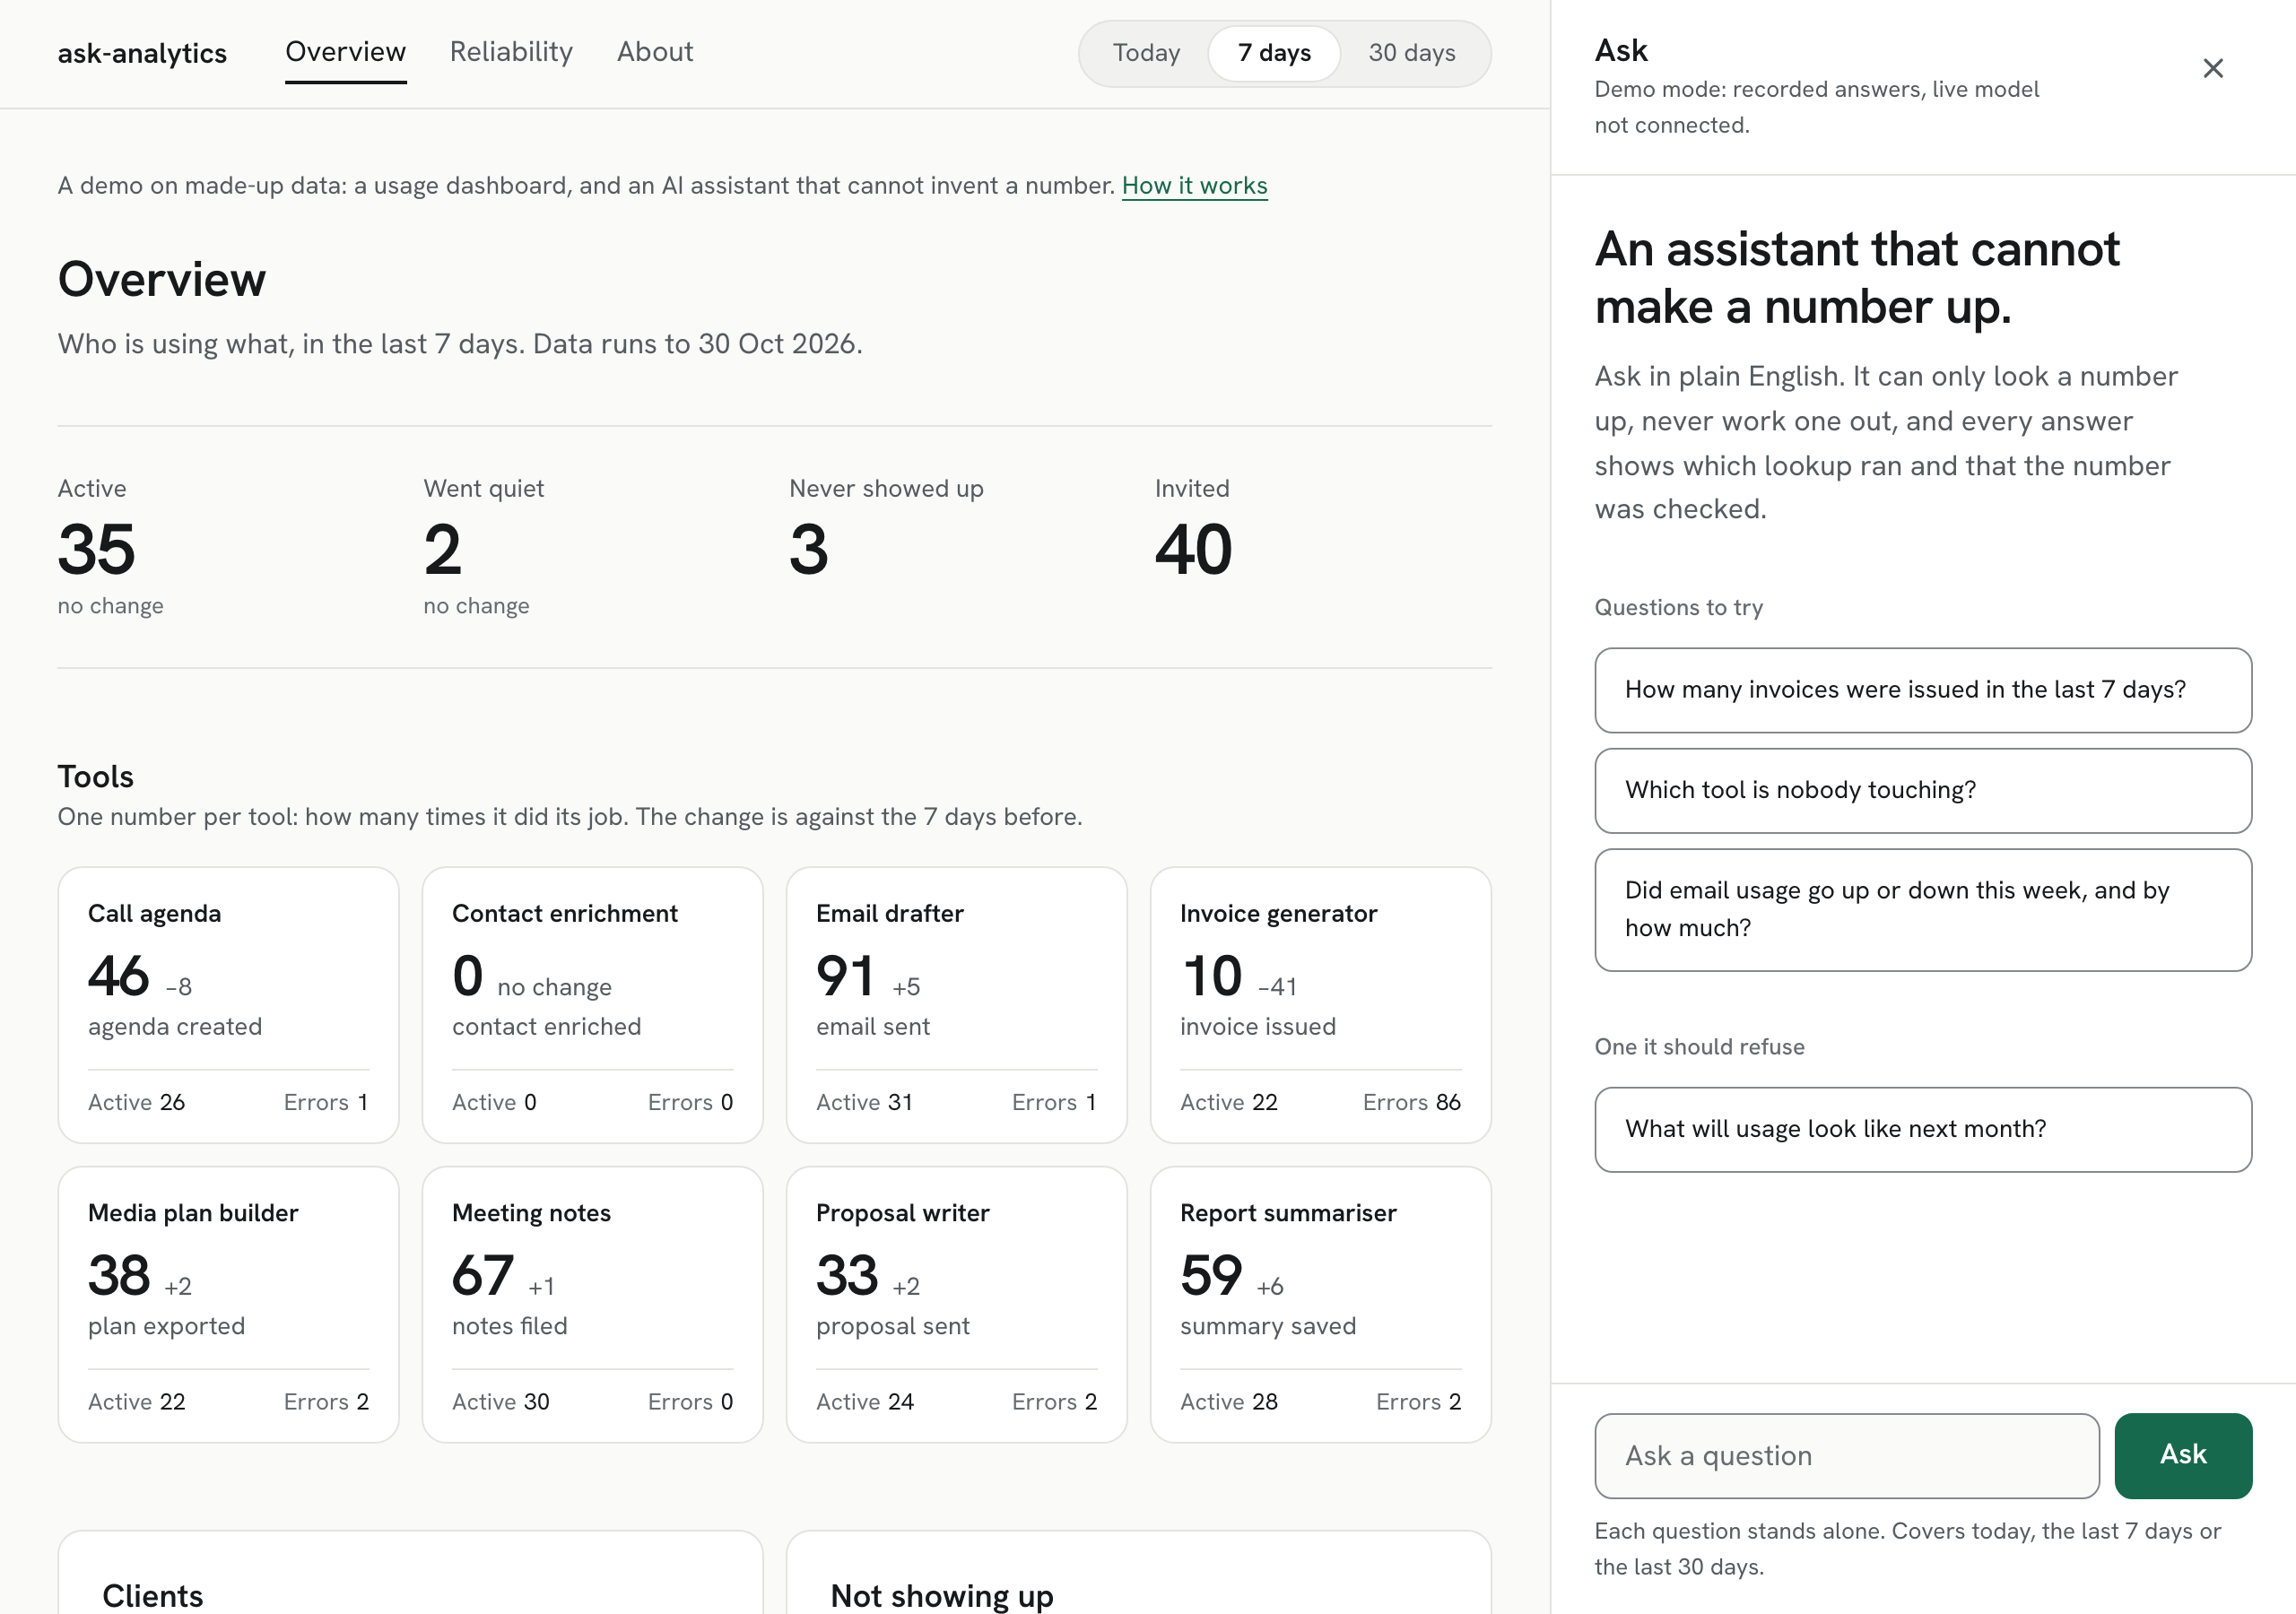 ask-analytics
Overview
Reliability
About
Today
7 days
30 days
A demo on made-up data: a usage dashboard, and an AI assistant that cannot invent a number. How it works
Overview
Who is using what, in the last 7 days. Data runs to 30 Oct 2026.
Active
35
no change
Went quiet
2
no change
Never showed up
3
Invited
40
Tools
One number per tool: how many times it did its job. The change is against the 7 days before.
Call agenda
46 −8
agenda created
Active 26
Errors 1
Contact enrichment
0 no change
contact enriched
Active 0
Errors 0
Email drafter
91 +5
email sent
Active 31
Errors 1
Invoice generator
10 −41
invoice issued
Active 22
Errors 86
Media plan builder
38 +2
plan exported
Active 22
Errors 2
Meeting notes
67 +1
notes filed
Active 30
Errors 0
Proposal writer
33 +2
proposal sent
Active 24
Errors 2
Report summariser
59 +6
summary saved
Active 28
Errors 2
Clients
Not showing up
Ask
Demo mode: recorded answers, live model
not connected.
An assistant that cannot
make a number up.
Ask in plain English. It can only look a number
up, never work one out, and every answer
shows which lookup ran and that the number
was checked.
Questions to try
How many invoices were issued in the last 7 days?
Which tool is nobody touching?
Did email usage go up or down this week, and by
how much?
One it should refuse
What will usage look like next month?
Ask a question
Ask
Each question stands alone. Covers today, the last 7 days or
the last 30 days.